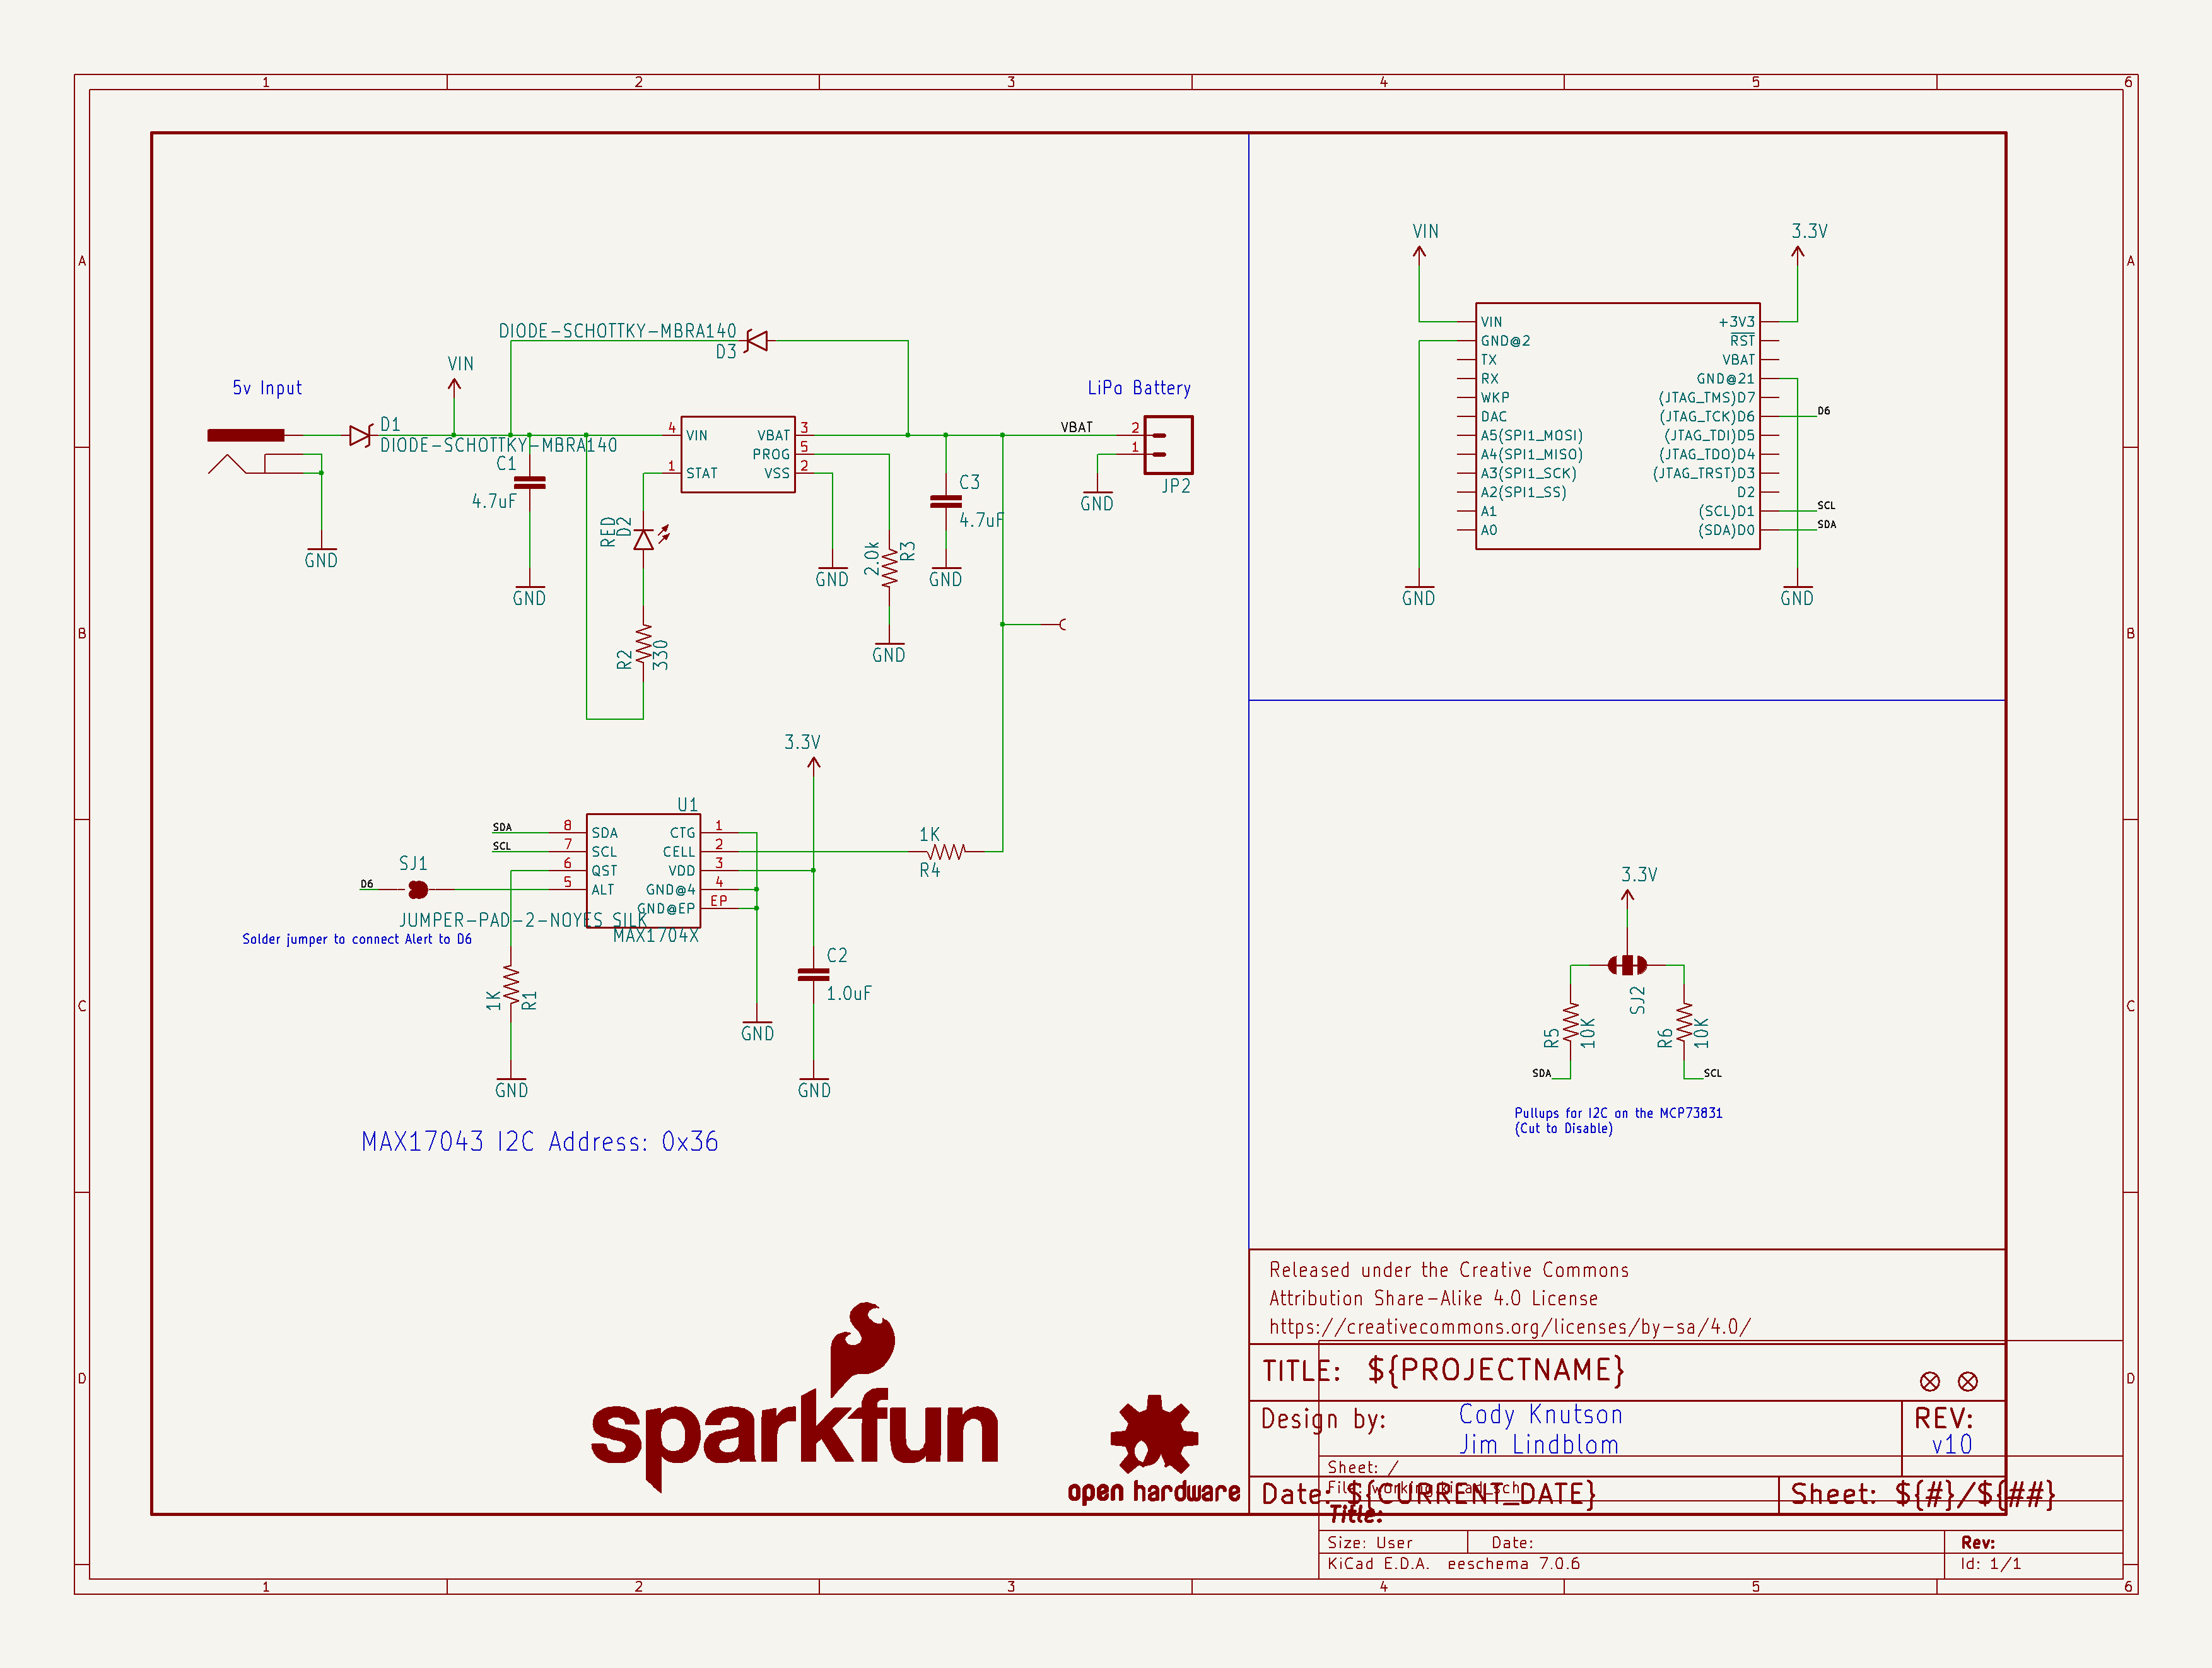 1 2 3 4 5 6
A
B
C
D
A
B
C
D
5v Input
D1
DIODE-SCHOTTKY-MBRA140
GND
VIN
DIODE-SCHOTTKY-MBRA140
D3
C1
4.7uF
GND
4 VIN
1 STAT
VBAT 3
PROG 5
VSS 2
RED
D2
R2
330
GND
2.0k
R3
GND
C3
4.7uF
GND
VBAT
LiPo Battery
2
1
JP2
GND
3.3V
U1
SDA 8 SDA
SCL 7 SCL
6 QST
5 ALT
CTG 1
CELL 2
VDD 3
GND@4 4
GND@EP EP
MAX1704X
D6
SJ1
JUMPER-PAD-2-NOYES_SILK
Solder jumper to connect Alert to D6
1K
R1
GND
GND
C2
1.0uF
GND
1K
R4
MAX17043 I2C Address: 0x36
VIN
3.3V
VIN
GND@2
TX
RX
WKP
DAC
A5(SPI1_MOSI)
A4(SPI1_MISO)
A3(SPI1_SCK)
A2(SPI1_SS)
A1
A0
+3V3
RST
VBAT
GND@21
(JTAG_TMS)D7
(JTAG_TCK)D6
(JTAG_TDI)D5
(JTAG_TDO)D4
(JTAG_TRST)D3
D2
(SCL)D1
(SDA)D0
D6
SCL
SDA
GND
GND
3.3V
SJ2
R5
10K
R6
10K
SDA
SCL
Pullups for I2C on the MCP73831
(Cut to Disable)
sparkfun
open hardware
Released under the Creative Commons
Attribution Share-Alike 4.0 License
https://creativecommons.org/licenses/by-sa/4.0/
TITLE: ${PROJECTNAME}
Design by:
Cody Knutson
Jim Lindblom
REV:
v10
Sheet: /
File: working.kicad_sch
Date: ${CURRENT_DATE}
Sheet: ${#}/${##}
Title:
Size: User
Date:
Rev:
KiCad E.D.A. eeschema 7.0.6
Id: 1/1
1 2 3 4 5 6